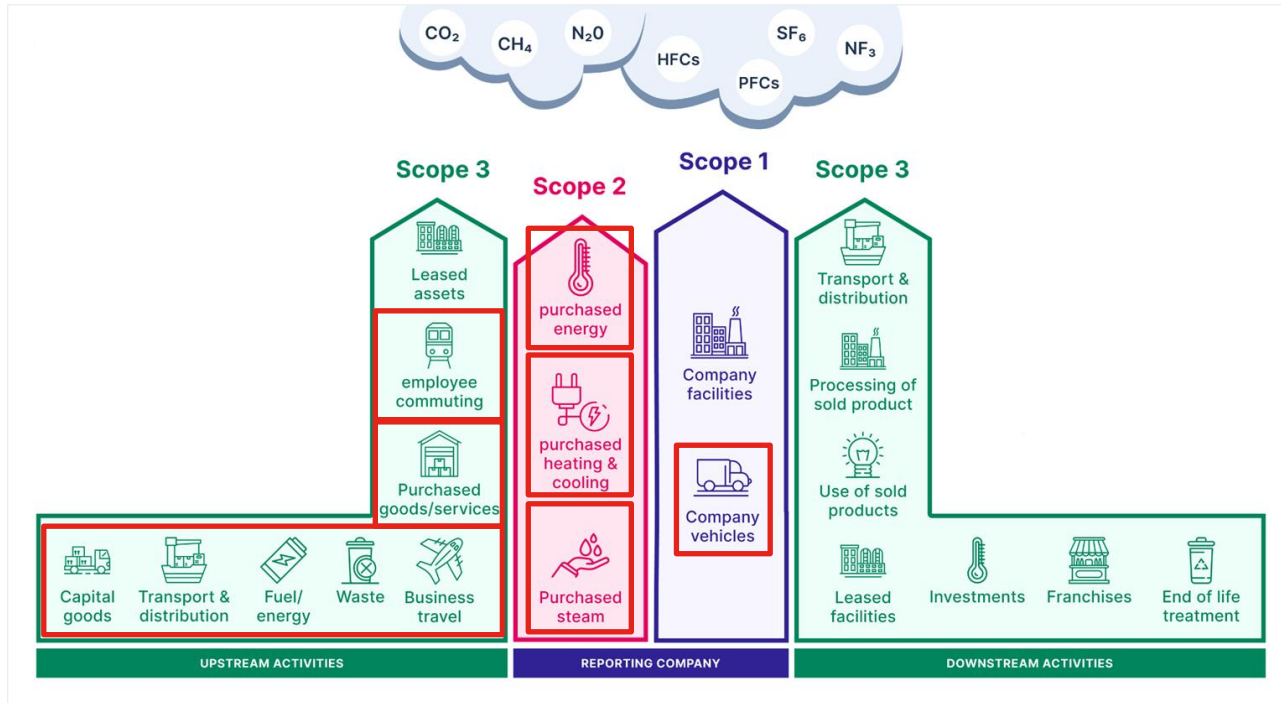 CO₂
CH₄
N₂0
HFCs
SF₆
PFCs
NF₃
Scope 3
Scope 2
Scope 1
Scope 3
Leased
assets
employee
commuting
Purchased
goods/services
Capital
goods
Transport &
distribution
Fuel/
energy
Waste
Business
travel
purchased
energy
purchased
heating &
cooling
Purchased
steam
Company
facilities
Company
vehicles
Transport &
distribution
Processing of
sold product
Use of sold
products
Leased
facilities
Investments
Franchises
End of life
treatment
UPSTREAM ACTIVITIES
REPORTING COMPANY
DOWNSTREAM ACTIVITIES